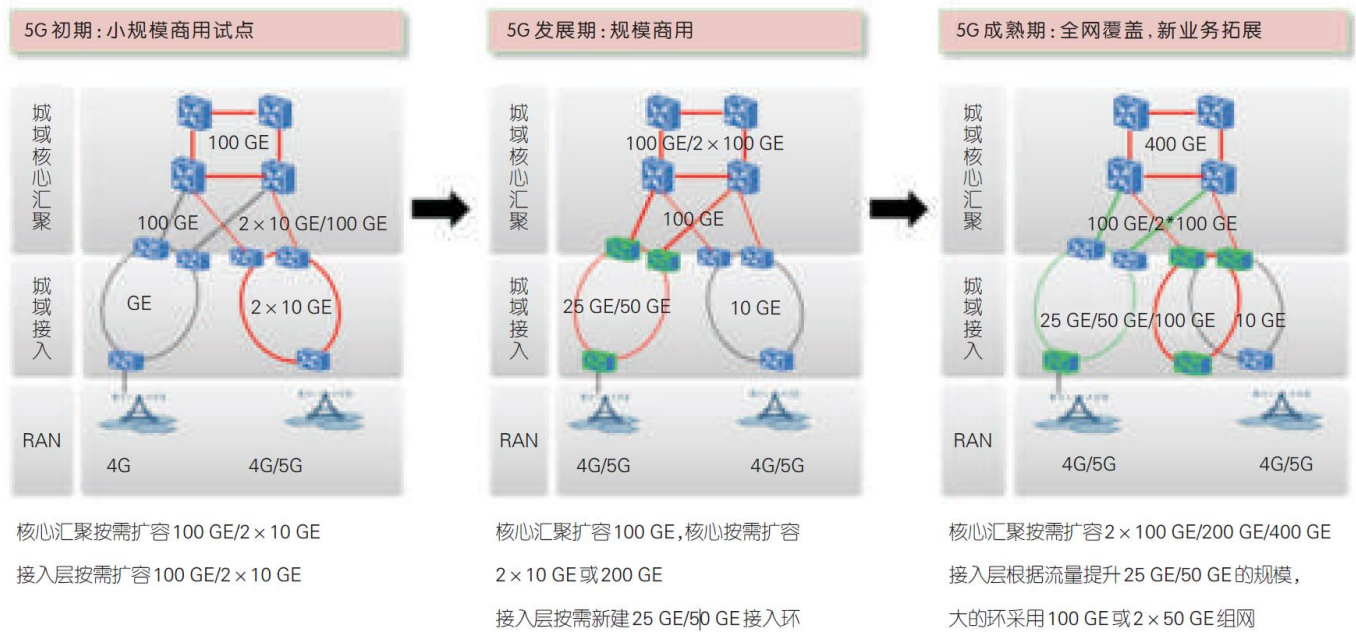 5G 初期:小规模商用试点
城域核心汇聚
100 GE
100 GE
2×10 GE/100 GE
城域接入
GE
2×10 GE
RAN
4G
4G/5G
核心汇聚按需扩容100 GE/2×10 GE
接入层按需扩容100 GE/2×10 GE
5G 发展期:规模商用
城域核心汇聚
100 GE/2×100 GE
100 GE
城域接入
25 GE/50 GE
10 GE
RAN
4G/5G
4G/5G
核心汇聚扩容100 GE,核心按需扩容
2×10 GE或200 GE
接入层按需新建25 GE/50 GE接入环
5G 成熟期:全网覆盖,新业务拓展
城域核心汇聚
400 GE
100 GE/2*100 GE
城域接入
25 GE/50 GE/100 GE
10 GE
RAN
4G/5G
4G/5G
核心汇聚按需扩容2×100 GE/200 GE/400 GE
接入层根据流量提升25 GE/50 GE的规模,
大的环采用100 GE或2×50 GE组网